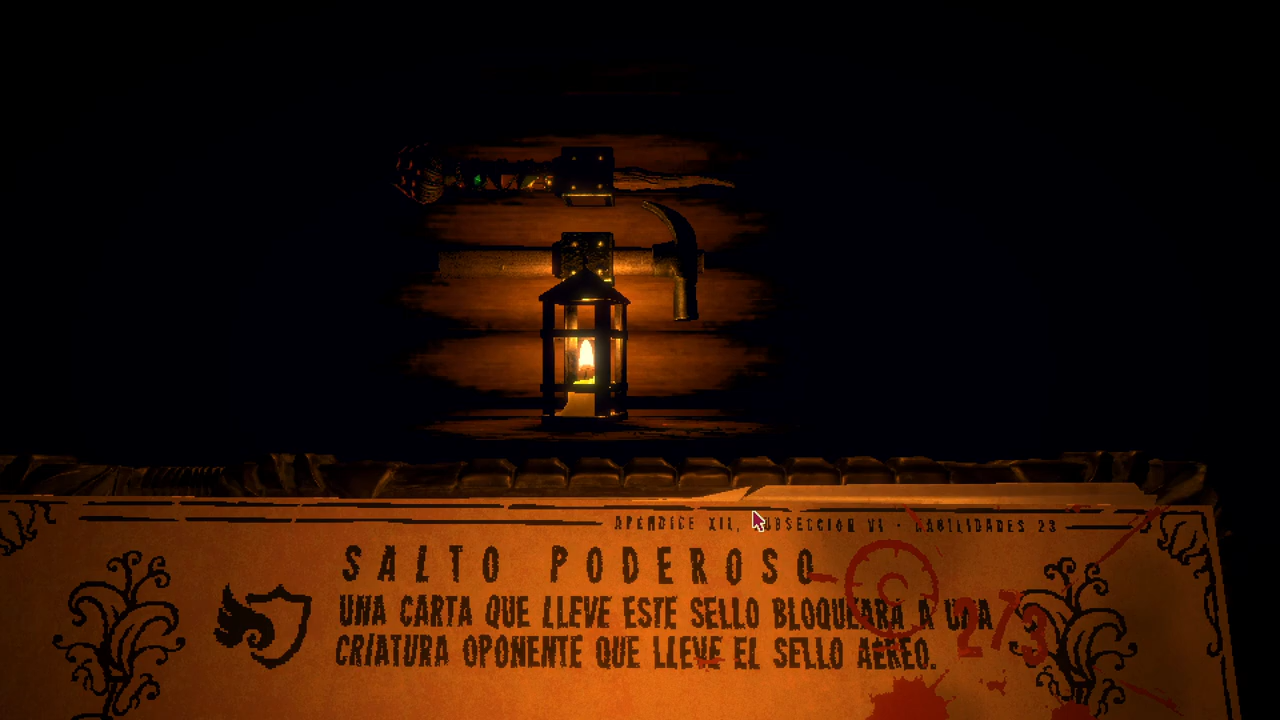 APÉNDICE XII, SUBSECCIÓN VI - HABILIDADES 23
SALTO PODEROSO
UNA CARTA QUE LLEVE ESTE SELLO BLOQUEARÁ A UNA
CRIATURA OPONENTE QUE LLEVE EL SELLO AÉREO.
273